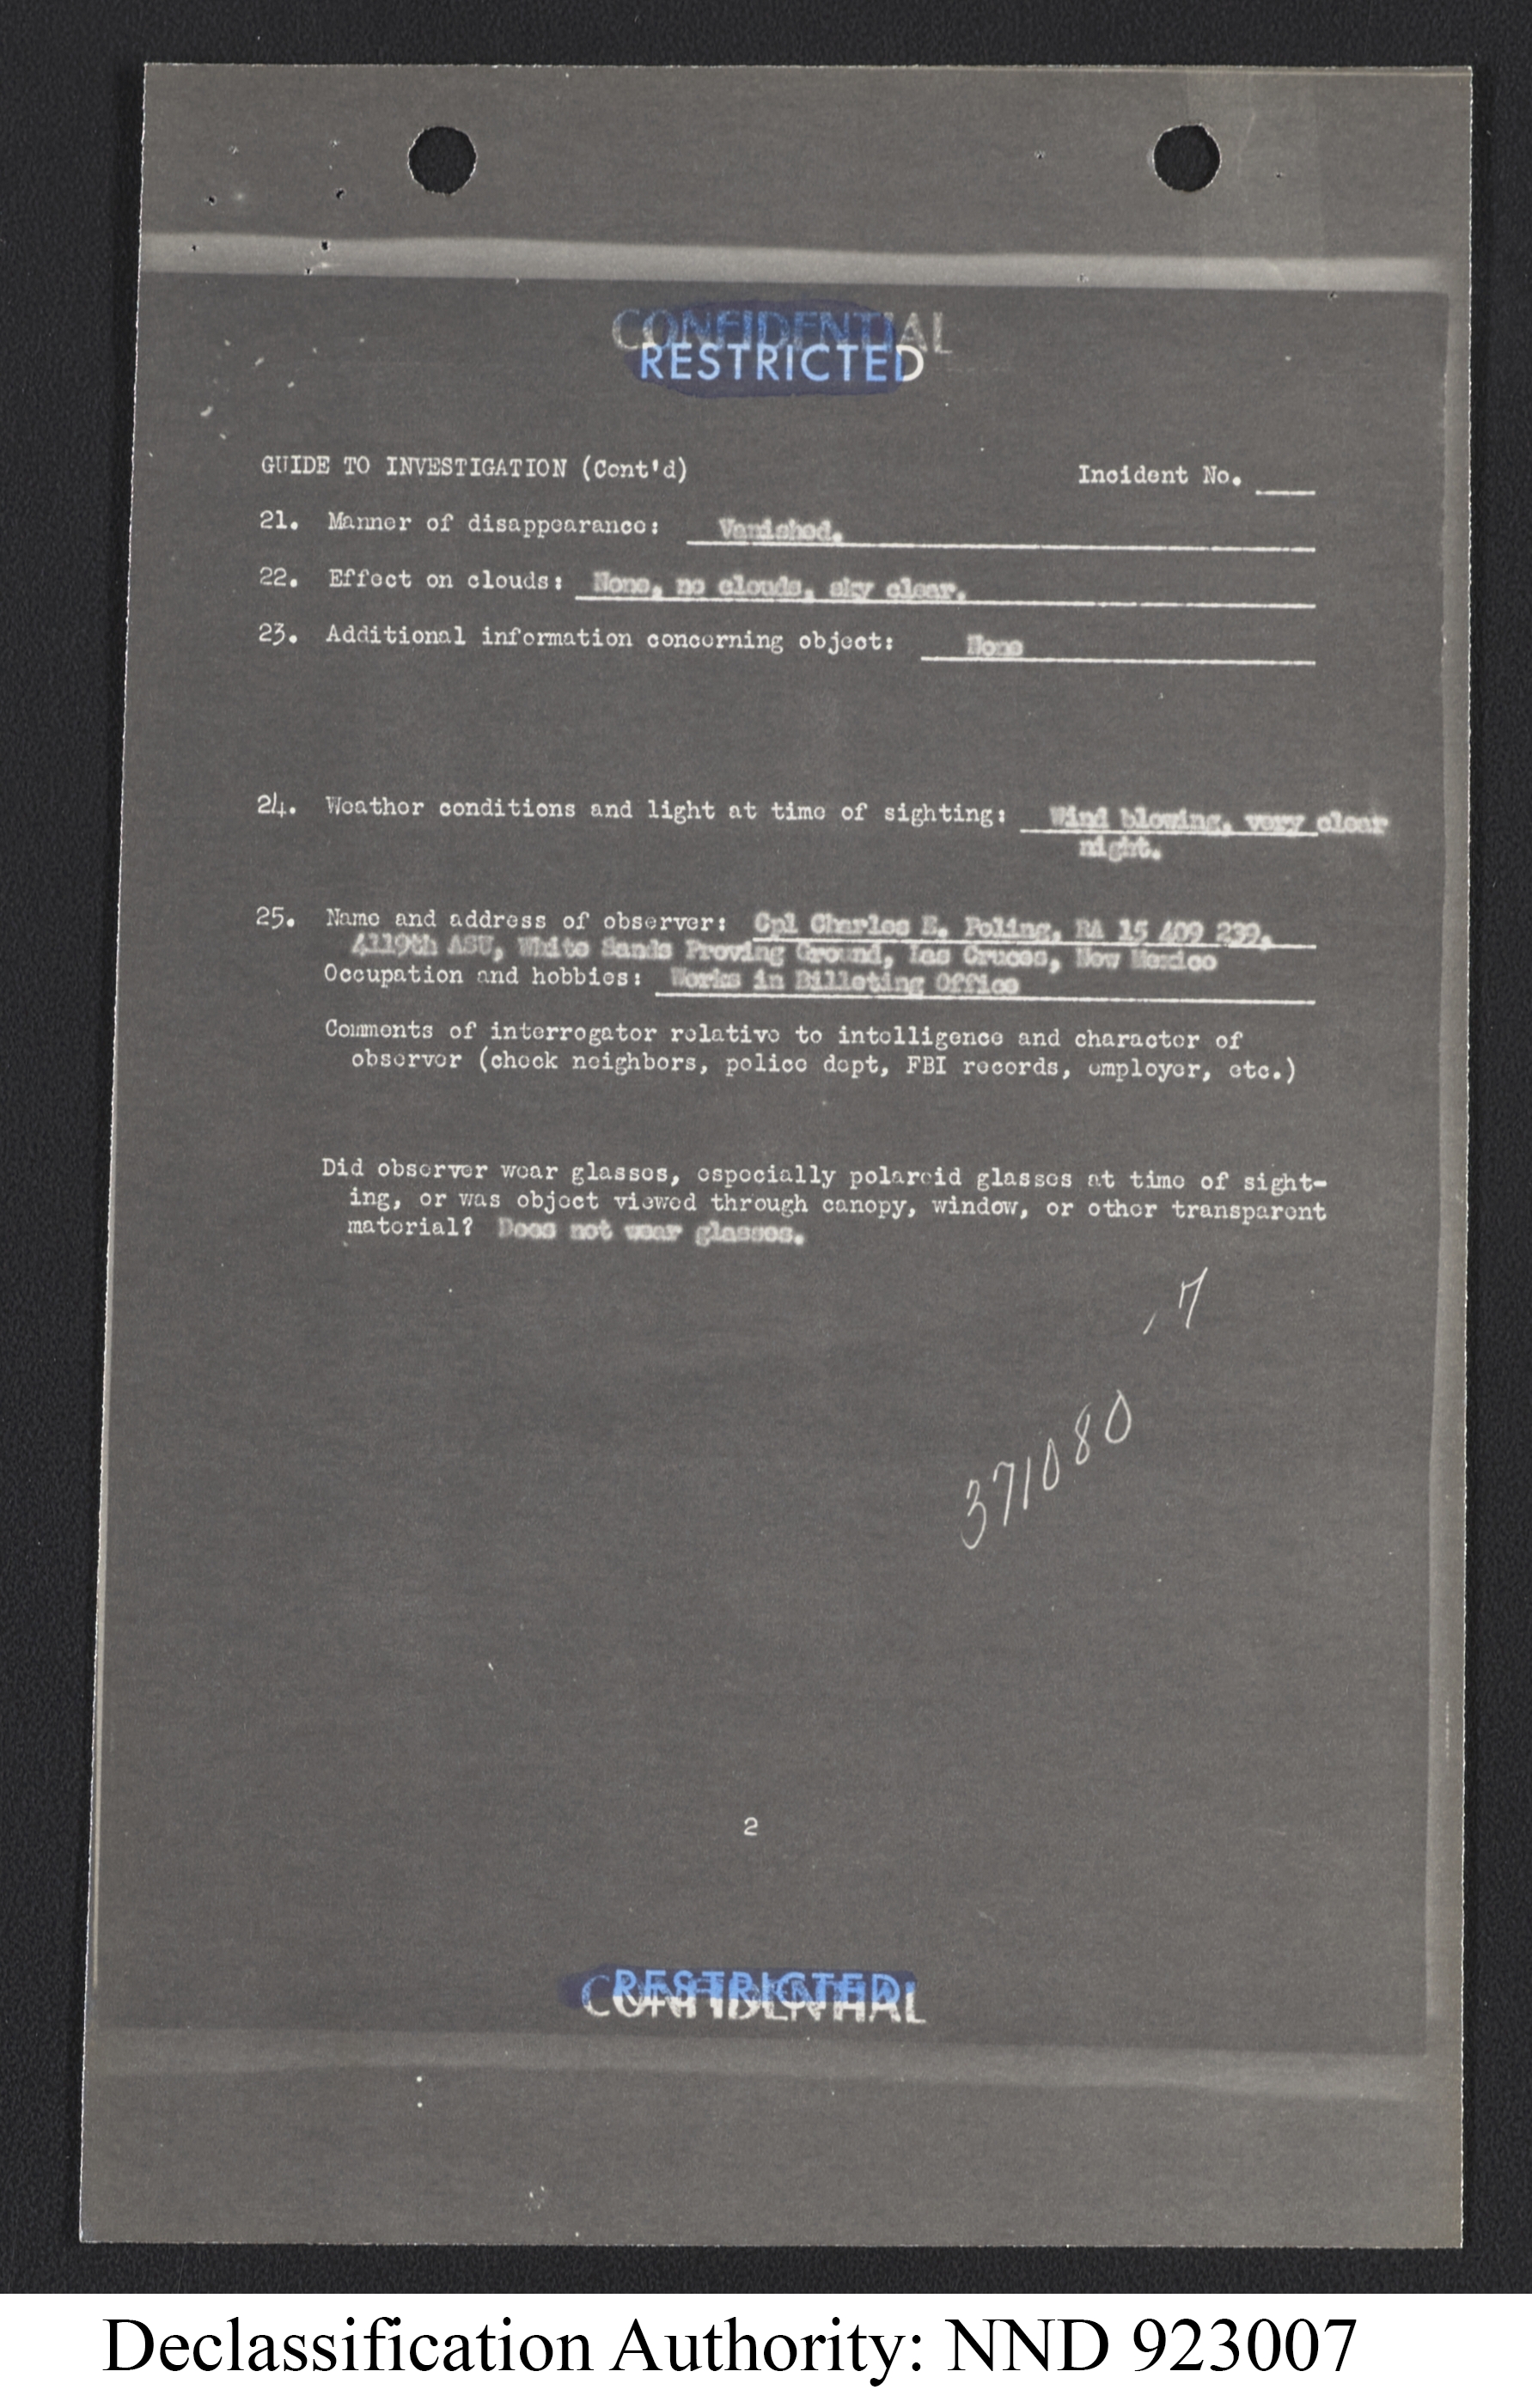 CONFIDENTIAL
RESTRICTED
GUIDE TO INVESTIGATION (Cont'd) Incident No. ____
21. Manner of disappearance: Vanished.
22. Effect on clouds: None, no clouds, sky clear.
23. Additional information concerning object: None
24. Weather conditions and light at time of sighting: Wind blowing, very clear
night.
25. Name and address of observer: Cpl Charles E. Poling, RA 15 409 239,
4119th ASU, White Sands Proving Ground, Las Cruces, New Mexico
Occupation and hobbies: Works in Billeting Office
Comments of interrogator relative to intelligence and character of
observer (check neighbors, police dept, FBI records, employer, etc.)
Did observer wear glasses, especially polaroid glasses at time of sight-
ing, or was object viewed through canopy, window, or other transparent
material? Does not wear glasses.
, 7
371080
2
RESTRICTED
CONFIDENTIAL
Declassification Authority: NND 923007